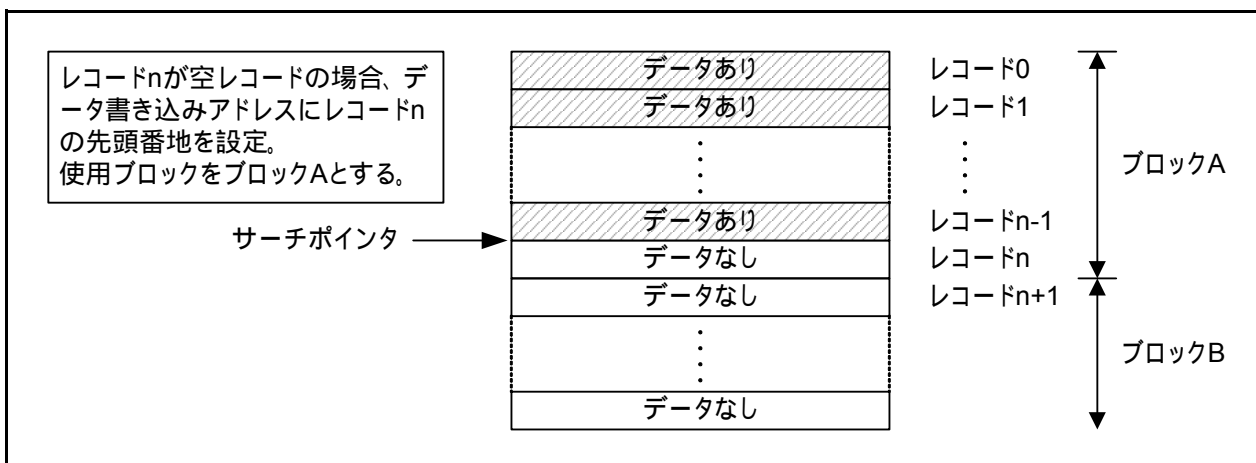 レコードnが空レコードの場合、デ
ータ書き込みアドレスにレコードn
の先頭番地を設定。
使用ブロックをブロックAとする。
サーチポインタ
データあり
データあり
データあり
データなし
データなし
データなし
レコード0
レコード1
レコードn-1
レコードn
レコードn+1
ブロックA
ブロックB